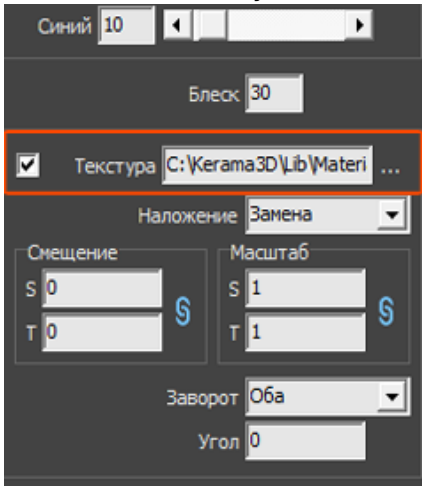 Синий 10
Блеск 30
Текстура C:\Kerama3D\Lib\Materi ...
Наложение Замена
Смещение Масштаб
S 0 S 1
T 0 T 1
Заворот Оба
Угол 0